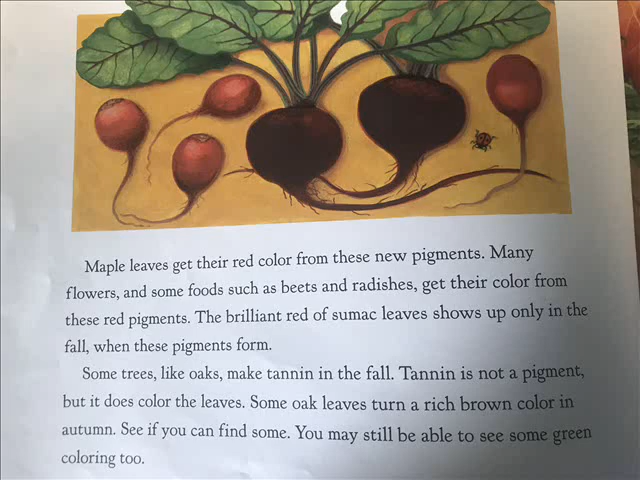 Maple leaves get their red color from these new pigments. Many
flowers, and some foods such as beets and radishes, get their color from
these red pigments. The brilliant red of sumac leaves shows up only in the
fall, when these pigments form.
Some trees, like oaks, make tannin in the fall. Tannin is not a pigment,
but it does color the leaves. Some oak leaves turn a rich brown color in
autumn. See if you can find some. You may still be able to see some green
coloring too.